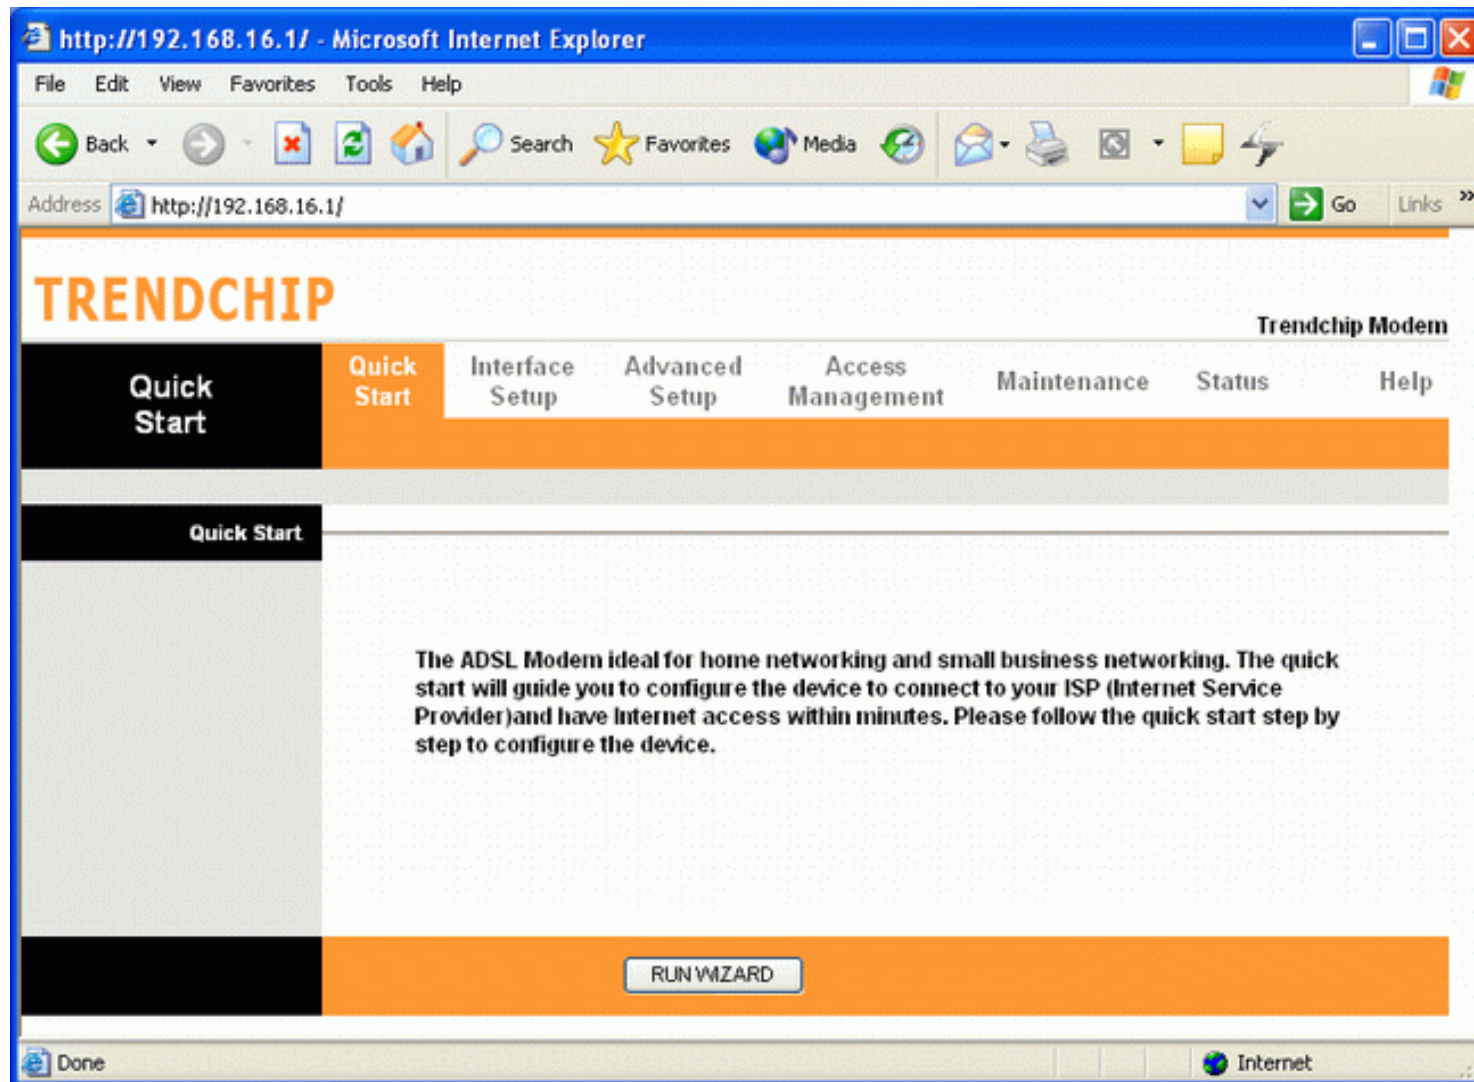 http://192.168.16.1/ - Microsoft Internet Explorer
File Edit View Favorites Tools Help
Back Search Favorites Media
Address http://192.168.16.1/ Go Links »
TRENDCHIP
Trendchip Modem
Quick
Start
Quick
Start
Interface
Setup
Advanced
Setup
Access
Management
Maintenance
Status
Help
Quick Start
The ADSL Modem ideal for home networking and small business networking. The quick
start will guide you to configure the device to connect to your ISP (Internet Service
Provider)and have Internet access within minutes. Please follow the quick start step by
step to configure the device.
RUN WIZARD
Done Internet